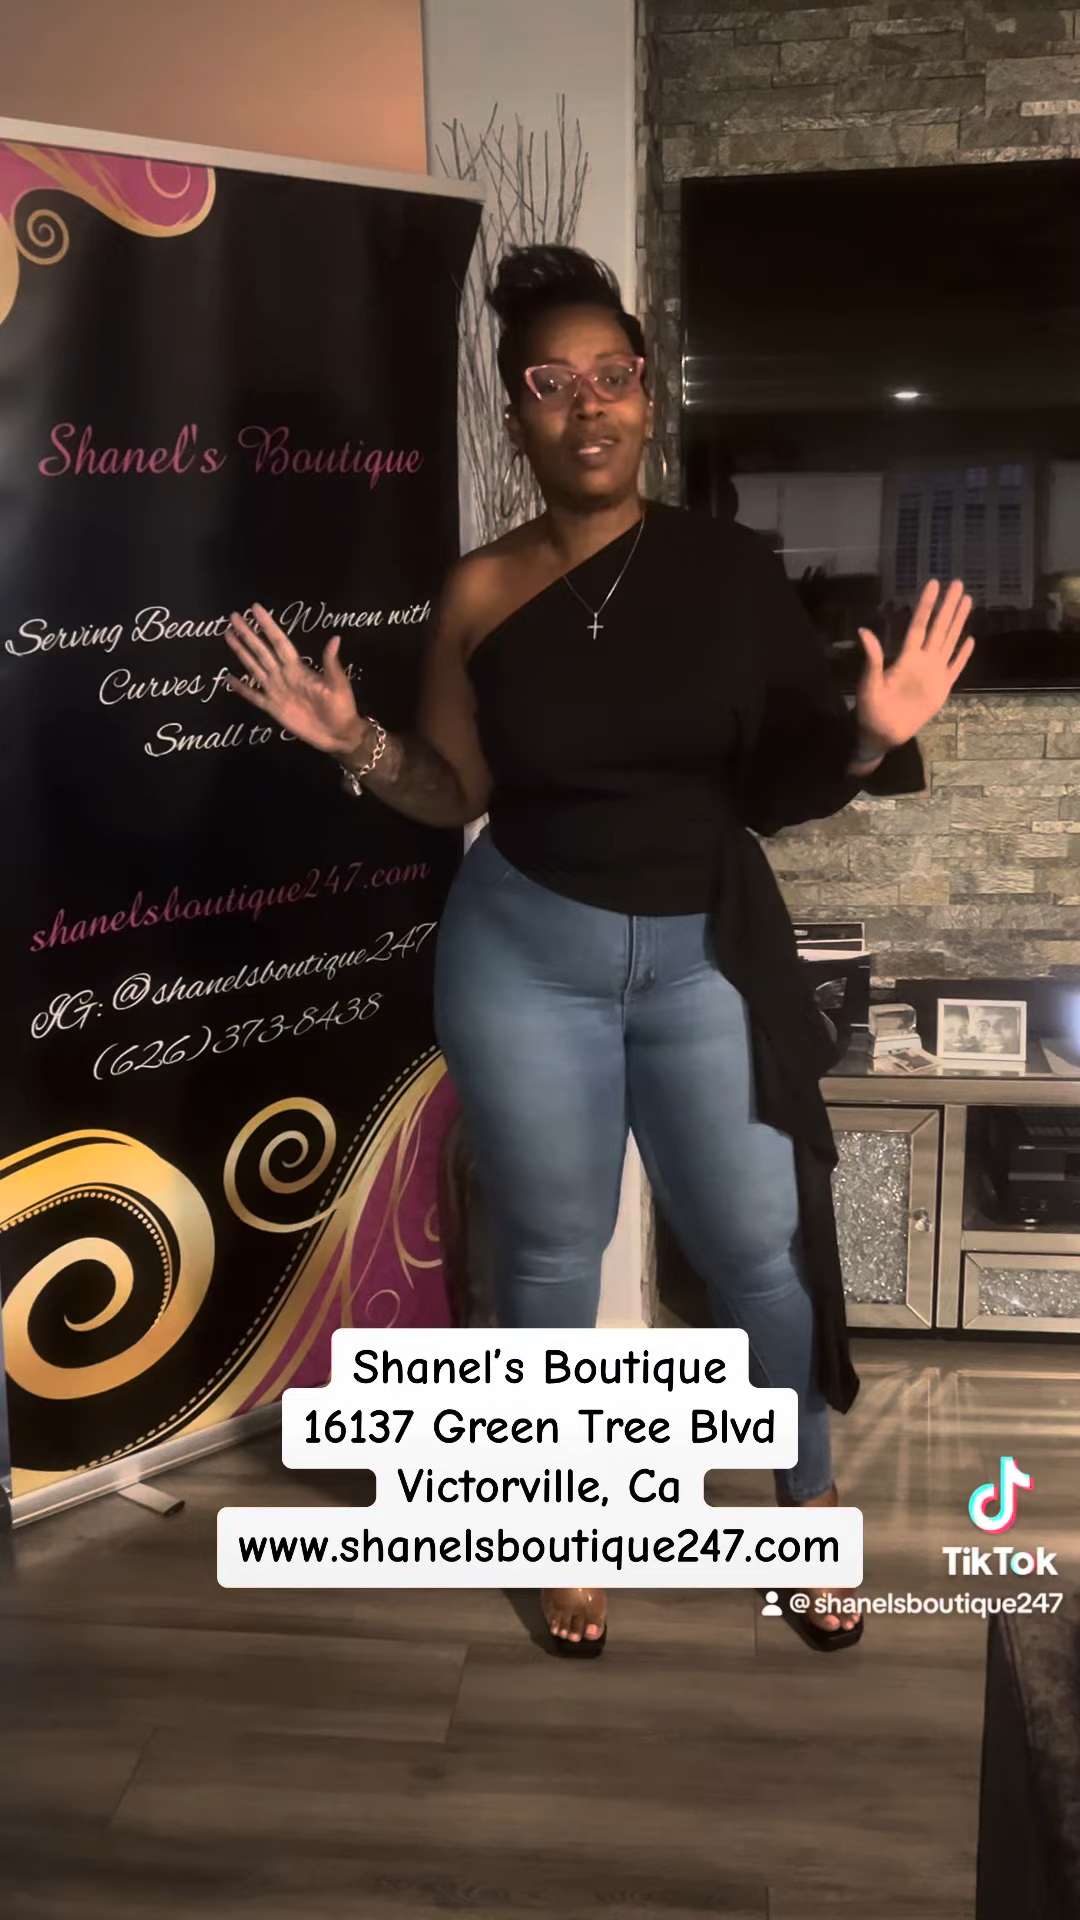 Shanel's Boutique
Serving Women with
Curves
Small to
shanelsboutique247.com
IG: @shanelsboutique247
(626)373-8438
Shanel's Boutique
16137 Green Tree Blvd
Victorville, Ca
www.shanelsboutique247.com
TikTok
@shanelsboutique247